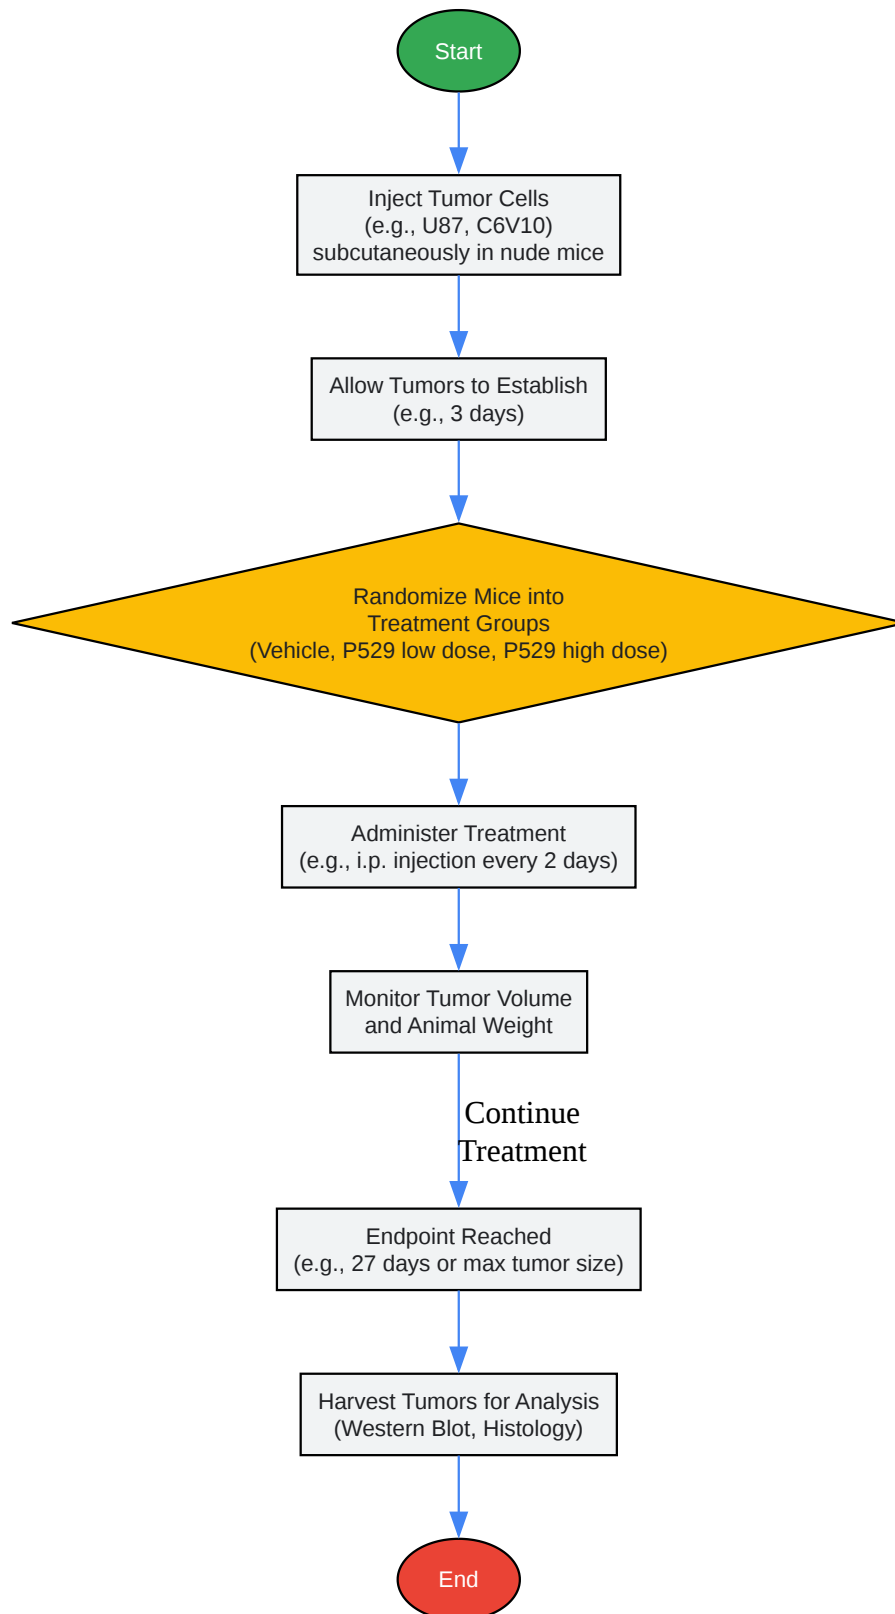 Start
Inject Tumor Cells
(e.g., U87, C6V10)
subcutaneously in nude mice
Allow Tumors to Establish
(e.g., 3 days)
Randomize Mice into
Treatment Groups
(Vehicle, P529 low dose, P529 high dose)
Administer Treatment
(e.g., i.p. injection every 2 days)
Monitor Tumor Volume
and Animal Weight
Continue
Treatment
Endpoint Reached
(e.g., 27 days or max tumor size)
Harvest Tumors for Analysis
(Western Blot, Histology)
End